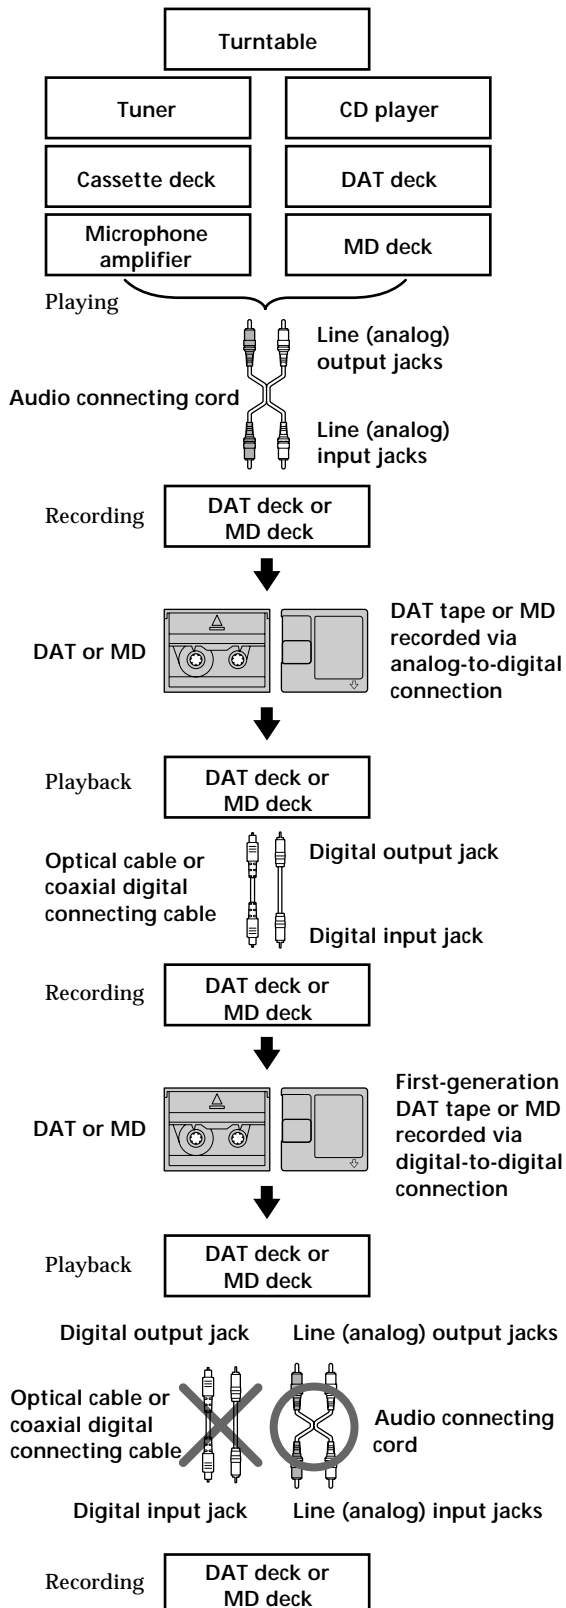 Turntable
Tuner
CD player
Cassette deck
DAT deck
Microphone
amplifier
MD deck
Playing
Line (analog)
output jacks
Audio connecting cord
Line (analog)
input jacks
Recording
DAT deck or
MD deck
DAT or MD
DAT tape or MD
recorded via
analog-to-digital
connection
Playback
DAT deck or
MD deck
Optical cable or
coaxial digital
connecting cable
Digital output jack
Digital input jack
Recording
DAT deck or
MD deck
DAT or MD
First-generation
DAT tape or MD
recorded via
digital-to-digital
connection
Playback
DAT deck or
MD deck
Digital output jack
Line (analog) output jacks
Optical cable or
coaxial digital
connecting cable
Audio connecting
cord
Digital input jack
Line (analog) input jacks
Recording
DAT deck or
MD deck